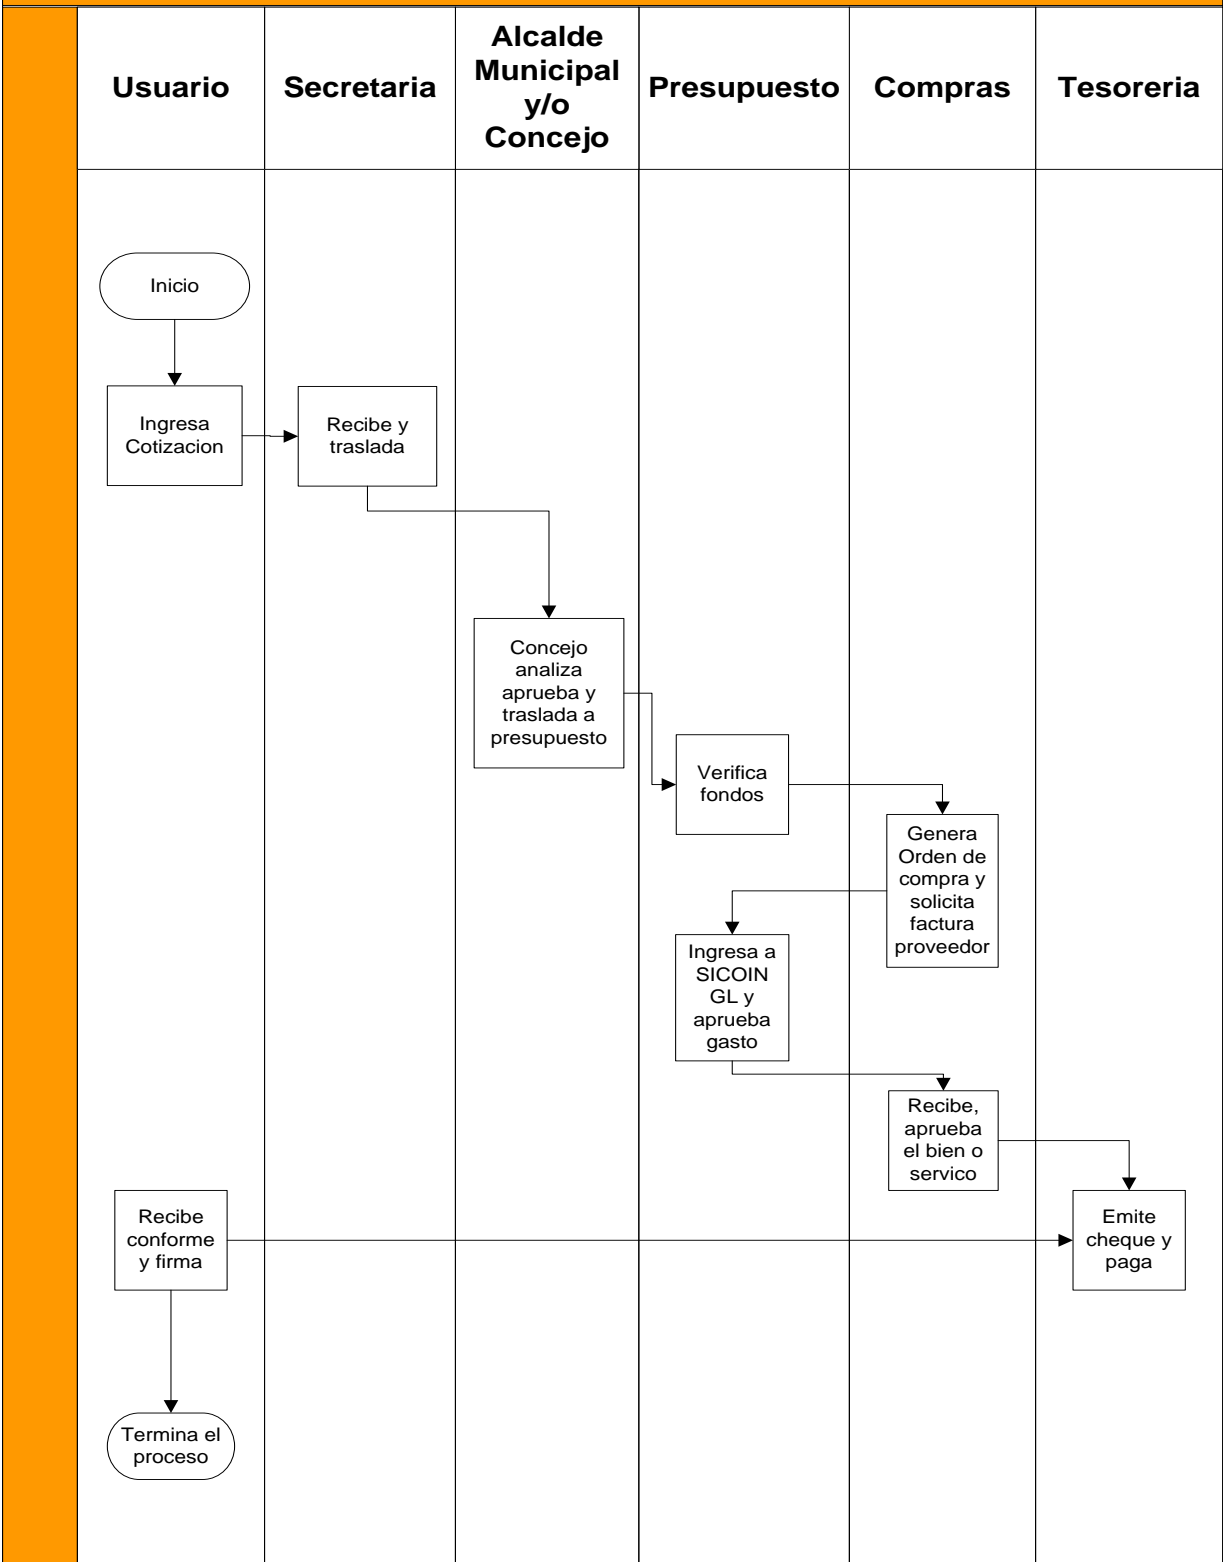 Usuario
Secretaria
Alcalde
Municipal
y/o
Concejo
Presupuesto
Compras
Tesoreria
Inicio
Ingresa
Cotizacion
Recibe y
traslada
Concejo
analiza
aprueba y
traslada a
presupuesto
Verifica
fondos
Genera
Orden de
compra y
solicita
factura
proveedor
Ingresa a
SICOIN
GL y
aprueba
gasto
Recibe,
aprueba
el bien o
servico
Recibe
conforme
y firma
Emite
cheque y
paga
Termina el
proceso